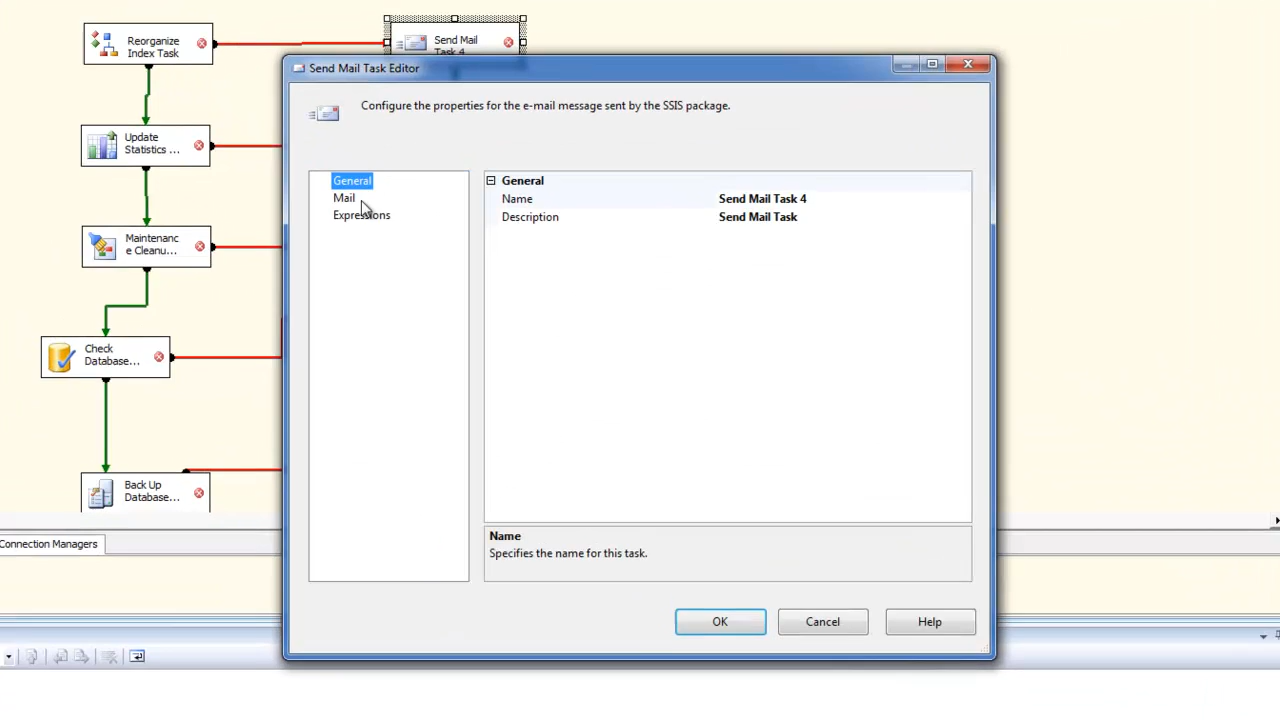 Reorganize
Index Task
Send Mail
Task 4
Send Mail Task Editor
Configure the properties for the e-mail message sent by the SSIS package.
Update
Statistics ...
General
Mail
Expressions
General
Name Send Mail Task 4
Description Send Mail Task
Maintenanc
e Cleanu...
Check
Database...
Back Up
Database...
Name
Specifies the name for this task.
Connection Managers
OK Cancel Help